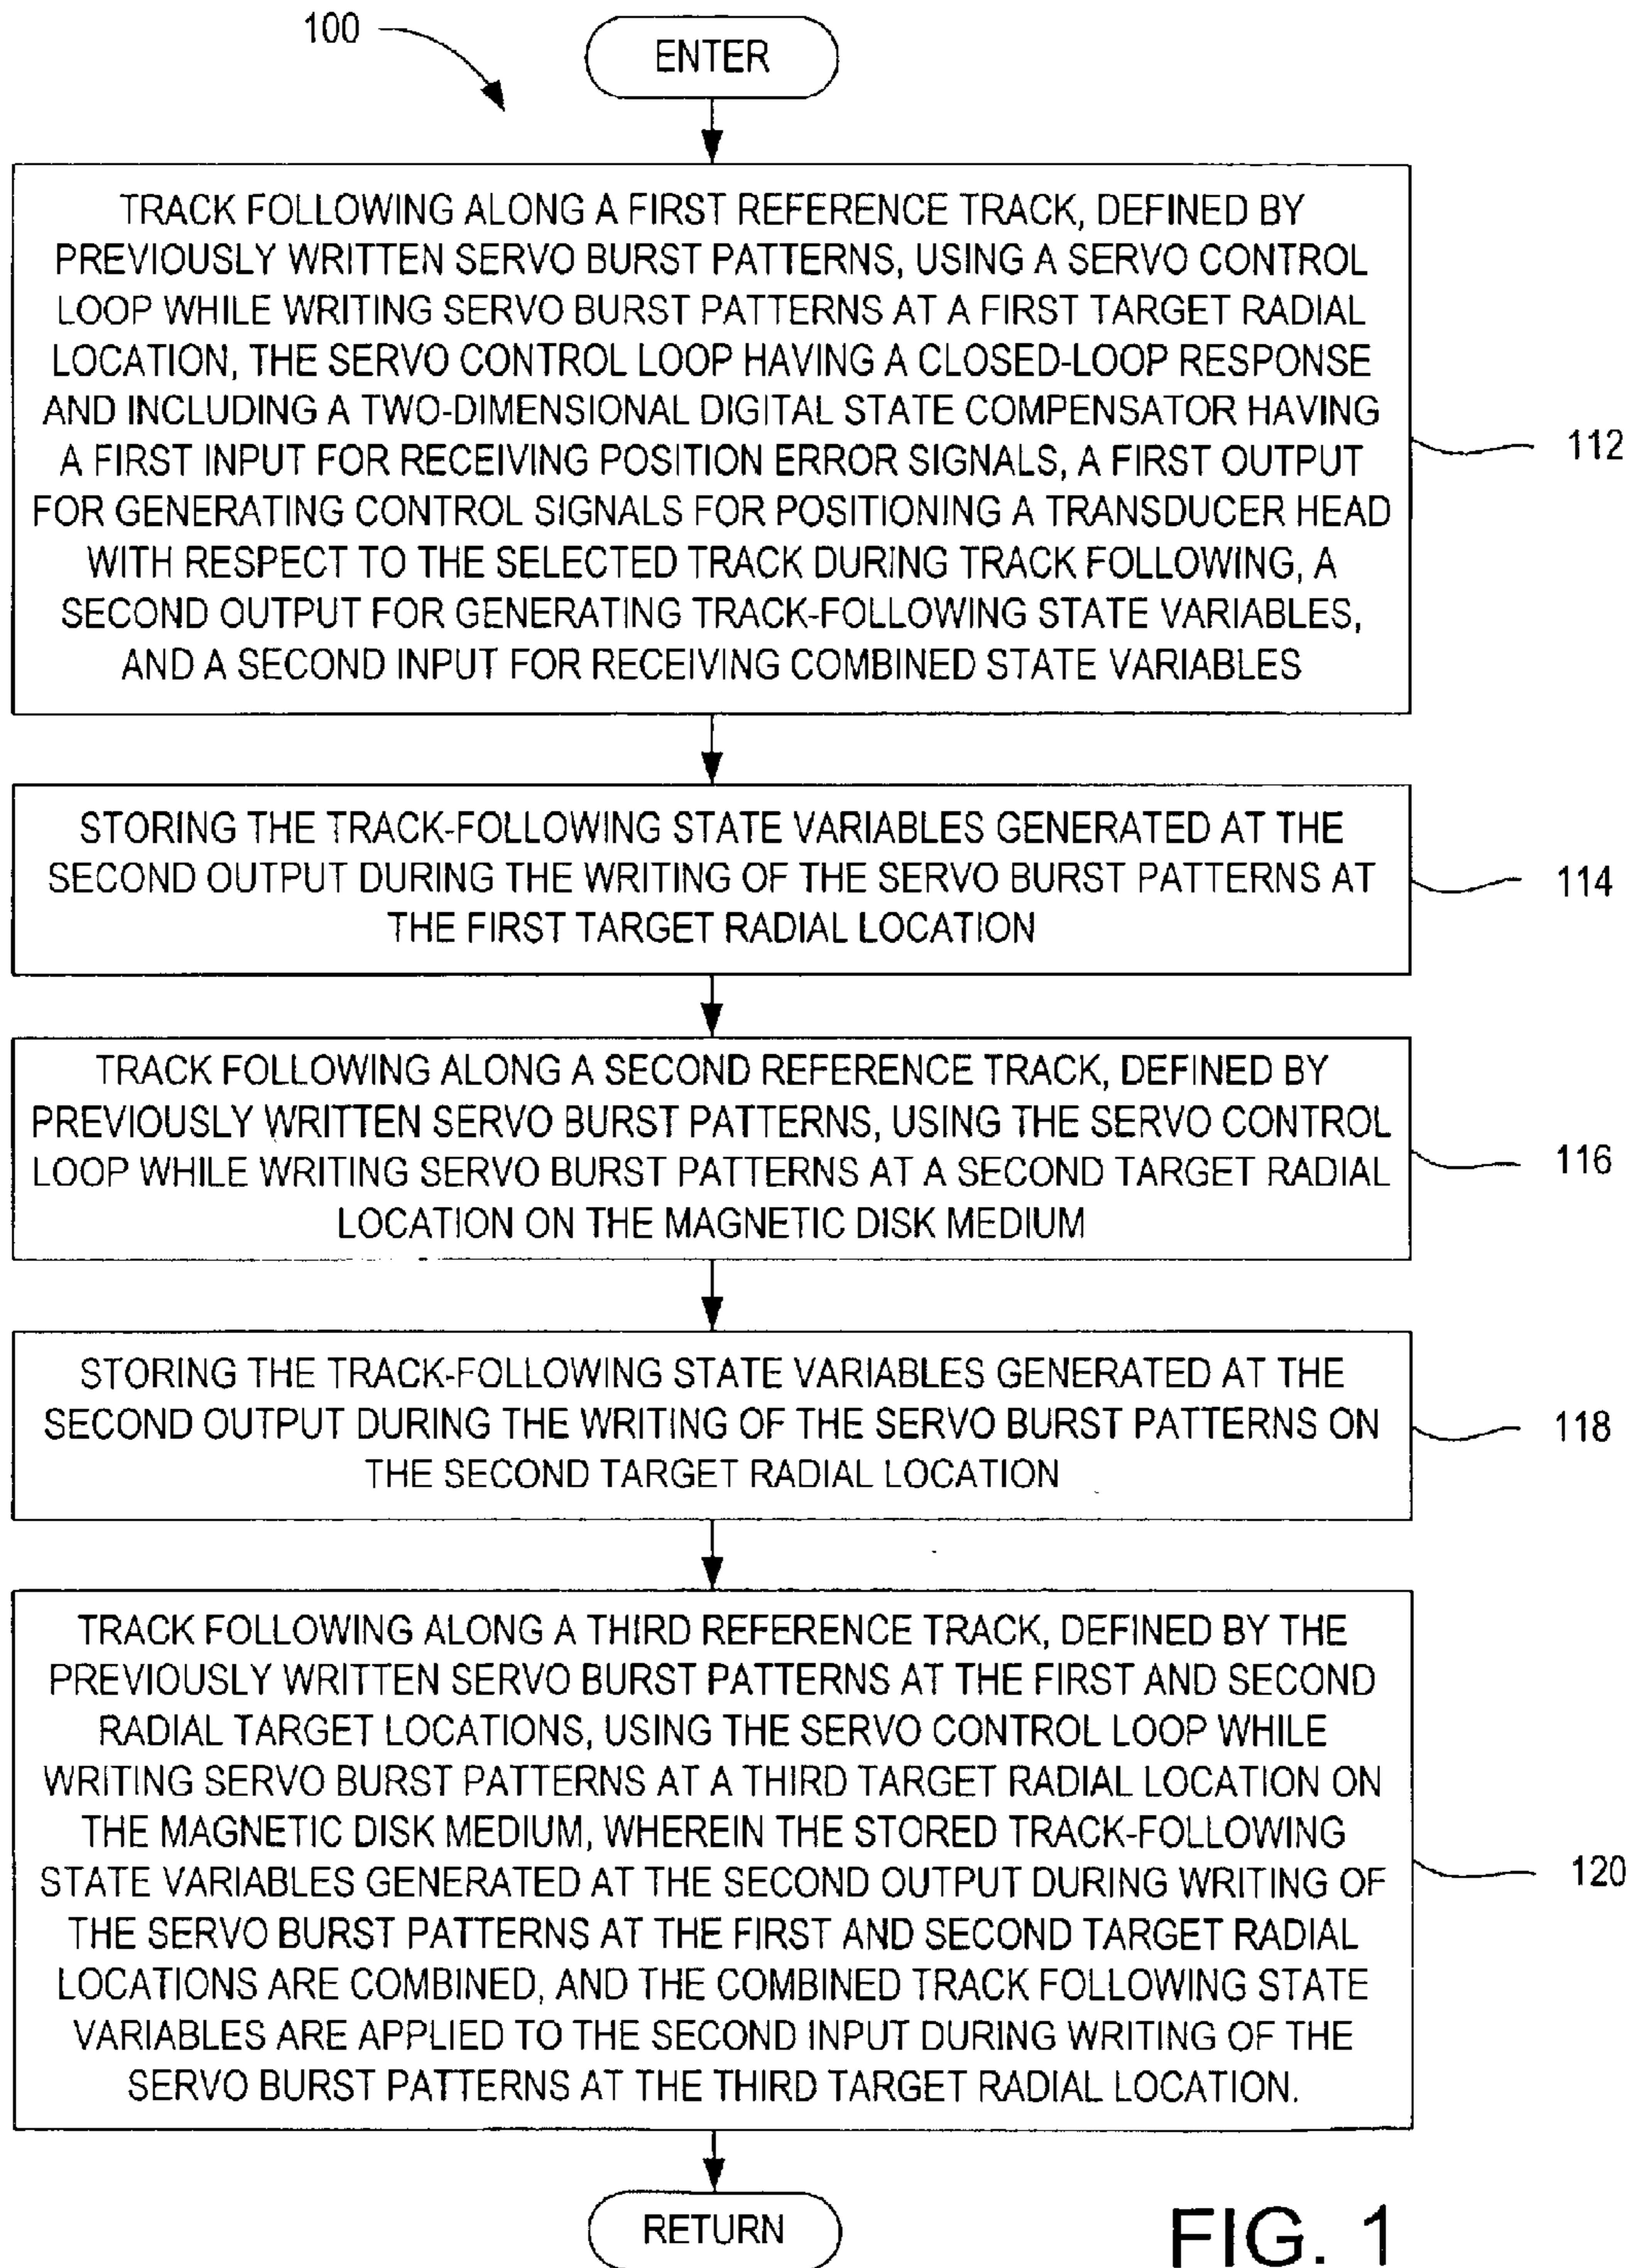 100
ENTER
TRACK FOLLOWING ALONG A FIRST REFERENCE TRACK, DEFINED BY
PREVIOUSLY WRITTEN SERVO BURST PATTERNS, USING A SERVO CONTROL
LOOP WHILE WRITING SERVO BURST PATTERNS AT A FIRST TARGET RADIAL
LOCATION, THE SERVO CONTROL LOOP HAVING A CLOSED-LOOP RESPONSE
AND INCLUDING A TWO-DIMENSIONAL DIGITAL STATE COMPENSATOR HAVING
A FIRST INPUT FOR RECEIVING POSITION ERROR SIGNALS, A FIRST OUTPUT
FOR GENERATING CONTROL SIGNALS FOR POSITIONING A TRANSDUCER HEAD
WITH RESPECT TO THE SELECTED TRACK DURING TRACK FOLLOWING, A
SECOND OUTPUT FOR GENERATING TRACK-FOLLOWING STATE VARIABLES,
AND A SECOND INPUT FOR RECEIVING COMBINED STATE VARIABLES
112
STORING THE TRACK-FOLLOWING STATE VARIABLES GENERATED AT THE
SECOND OUTPUT DURING THE WRITING OF THE SERVO BURST PATTERNS AT
THE FIRST TARGET RADIAL LOCATION
114
TRACK FOLLOWING ALONG A SECOND REFERENCE TRACK, DEFINED BY
PREVIOUSLY WRITTEN SERVO BURST PATTERNS, USING THE SERVO CONTROL
LOOP WHILE WRITING SERVO BURST PATTERNS AT A SECOND TARGET RADIAL
LOCATION ON THE MAGNETIC DISK MEDIUM
116
STORING THE TRACK-FOLLOWING STATE VARIABLES GENERATED AT THE
SECOND OUTPUT DURING THE WRITING OF THE SERVO BURST PATTERNS ON
THE SECOND TARGET RADIAL LOCATION
118
TRACK FOLLOWING ALONG A THIRD REFERENCE TRACK, DEFINED BY THE
PREVIOUSLY WRITTEN SERVO BURST PATTERNS AT THE FIRST AND SECOND
RADIAL TARGET LOCATIONS, USING THE SERVO CONTROL LOOP WHILE
WRITING SERVO BURST PATTERNS AT A THIRD TARGET RADIAL LOCATION ON
THE MAGNETIC DISK MEDIUM, WHEREIN THE STORED TRACK-FOLLOWING
STATE VARIABLES GENERATED AT THE SECOND OUTPUT DURING WRITING OF
THE SERVO BURST PATTERNS AT THE FIRST AND SECOND TARGET RADIAL
LOCATIONS ARE COMBINED, AND THE COMBINED TRACK FOLLOWING STATE
VARIABLES ARE APPLIED TO THE SECOND INPUT DURING WRITING OF THE
SERVO BURST PATTERNS AT THE THIRD TARGET RADIAL LOCATION.
120
RETURN
FIG. 1